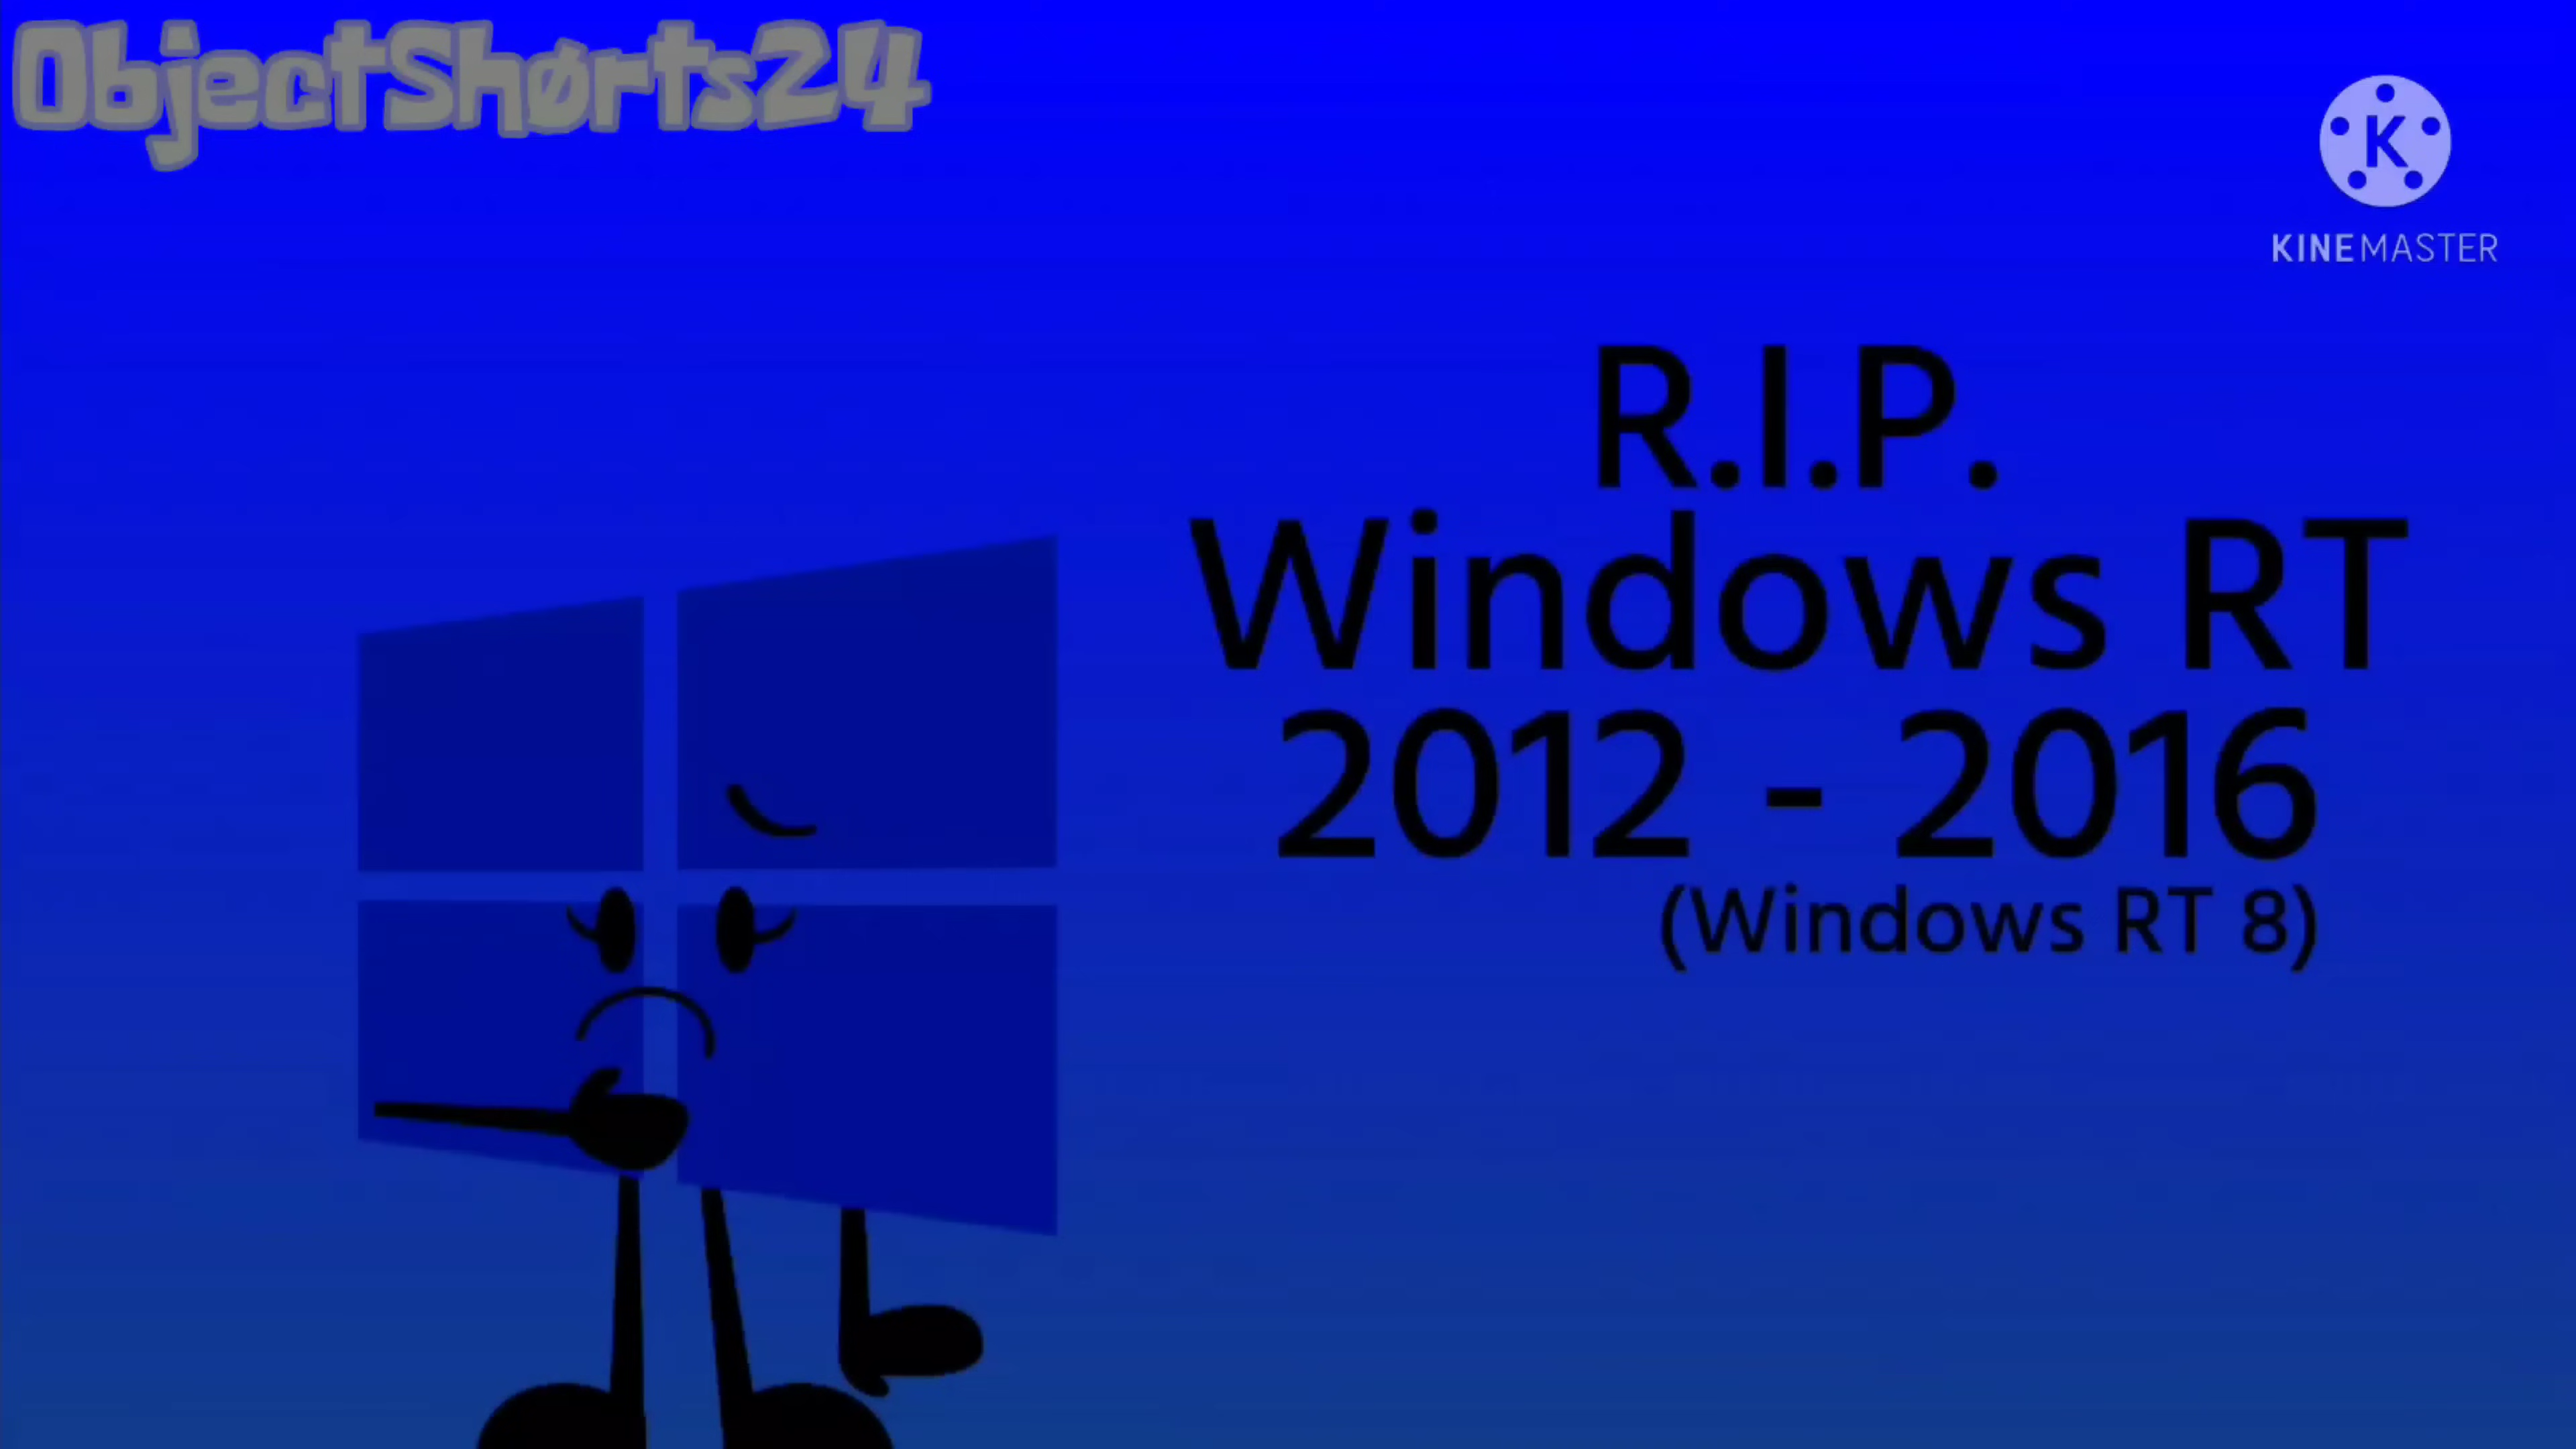 ObjectShørts24
K
KINEMASTER
R.I.P.
Windows RT
2012 - 2016
(Windows RT 8)